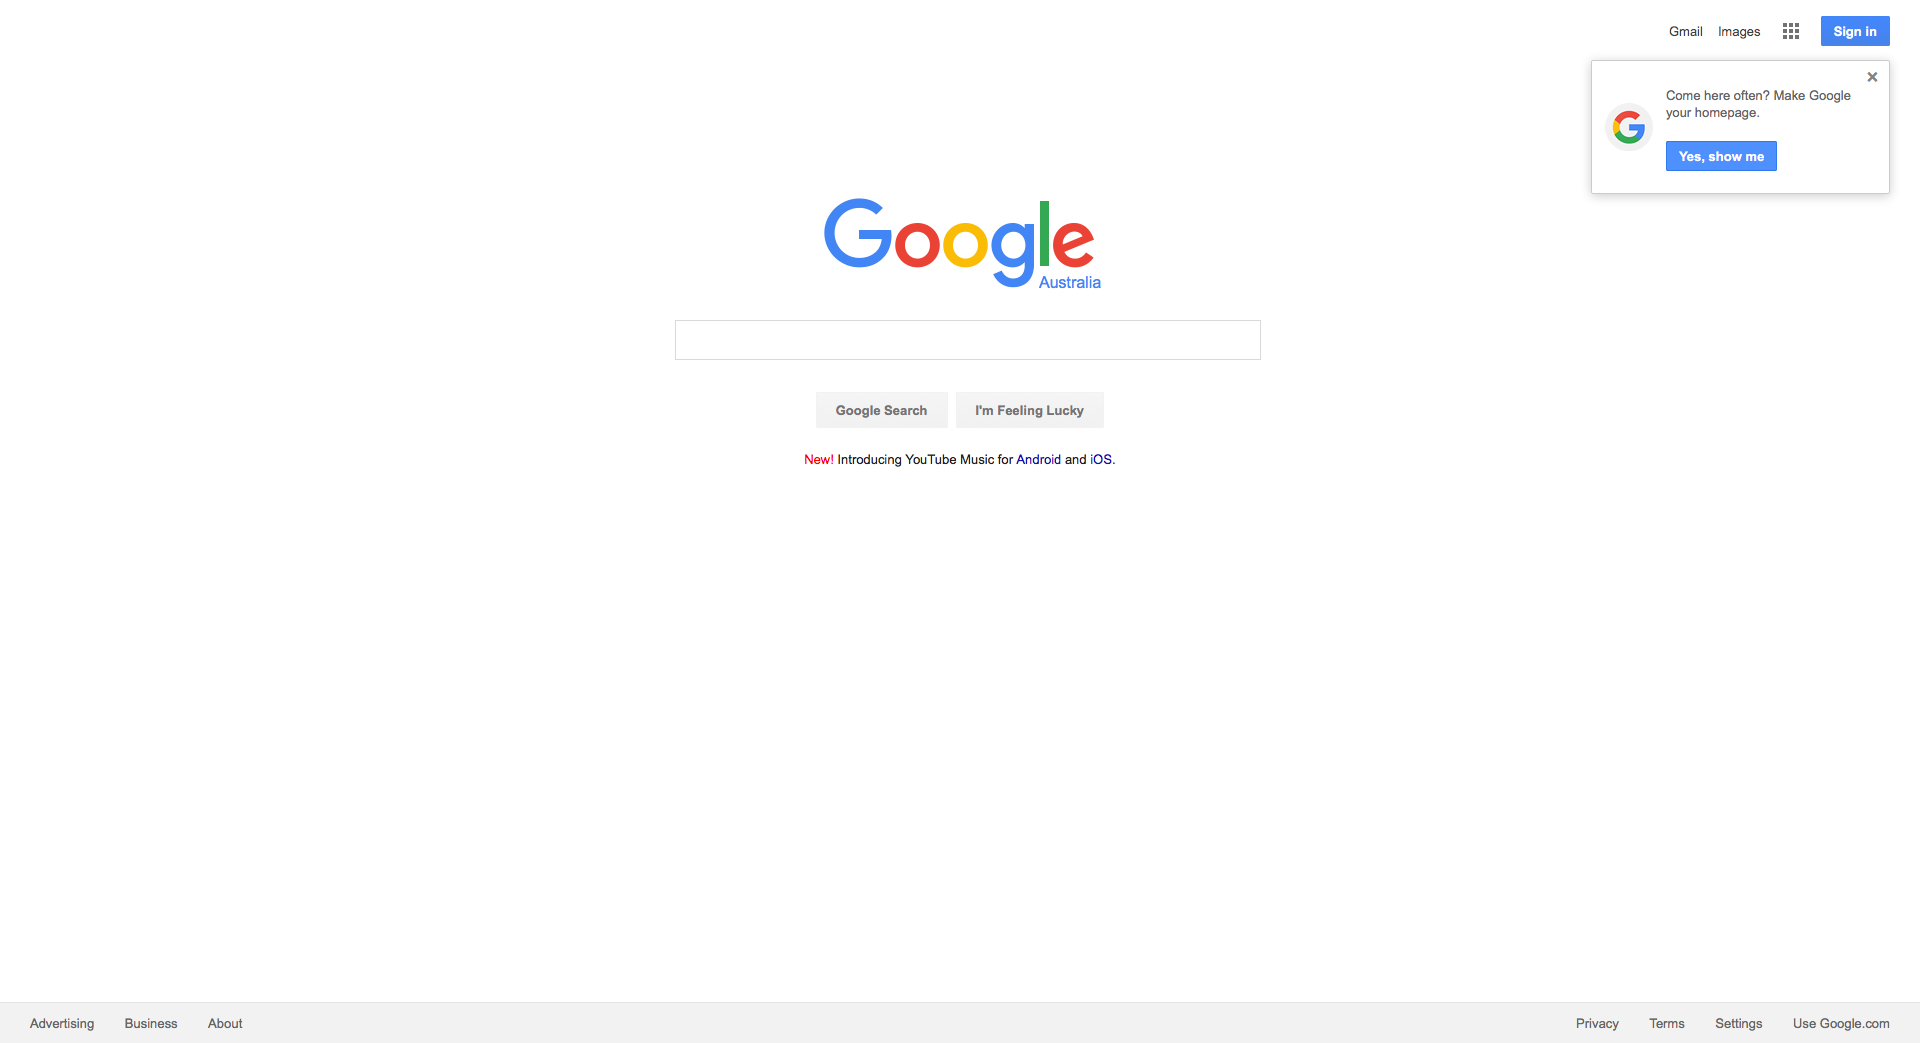 Gmail Images Sign in
Come here often? Make Google
your homepage.
Yes, show me
Google
Australia
Google Search I'm Feeling Lucky
New! Introducing YouTube Music for Android and iOS.
Advertising Business About Privacy Terms Settings Use Google.com